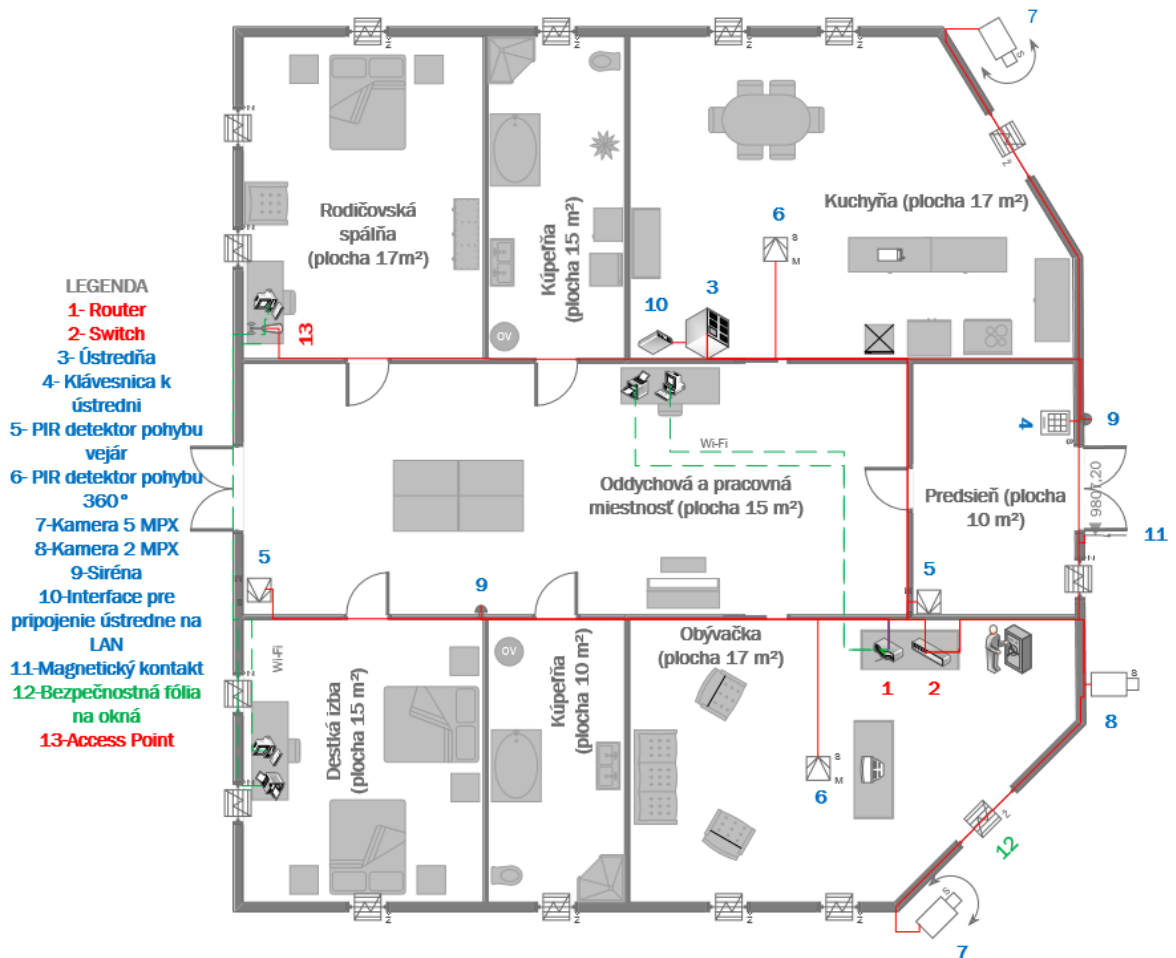 7
Rodičovská
spálňa
(plocha 17m²)
Kúpeľňa
(plocha 15 m²)
Kuchyňa (plocha 17 m²)
6
S
M
3
10
13
OV
LEGENDA
1- Router
2- Switch
3- Ústredňa
4- Klávesnica k
ústredni
5- PIR detektor pohybu
vejár
6- PIR detektor pohybu
360°
7-Kamera 5 MPX
8-Kamera 2 MPX
9-Siréna
10-Interface pre
pripojenie ústredne na
LAN
11-Magnetický kontakt
12-Bezpečnostná fólia
na okná
13-Access Point
Wi-Fi
Oddychová a pracovná
miestnosť (plocha 15 m²)
4
9
Predsieň (plocha
10 m²)
9807,20
11
5
9
5
Wi-Fi
Destká izba
(plocha 15 m²)
OV
Kúpeľňa
(plocha 10 m²)
Obývačka
(plocha 17 m²)
1
2
S
8
6
S
M
12
S
7